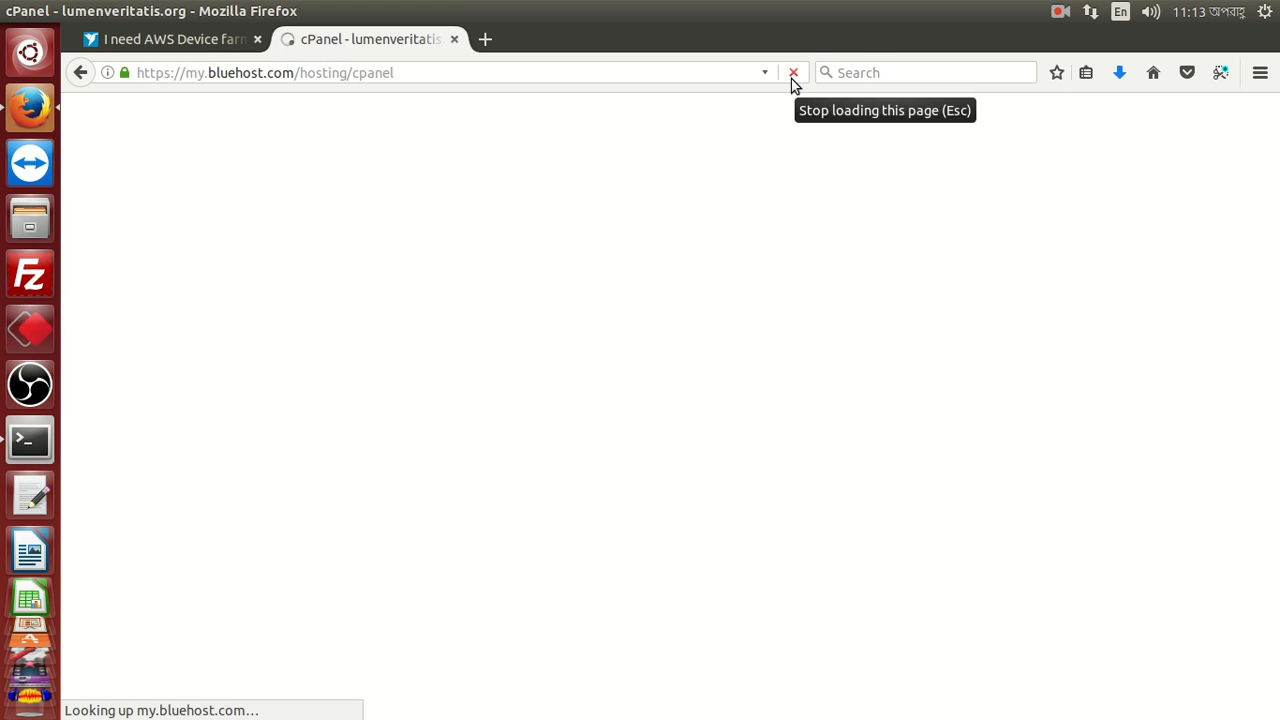 cPanel - lumenveritatis.org - Mozilla Firefox
En
11:13 অপরাহ্ণ
I need AWS Device farm
cPanel - lumenveritatis.
https://my.bluehost.com/hosting/cpanel
Search
Stop loading this page (Esc)
Fz
>_
Looking up my.bluehost.com…